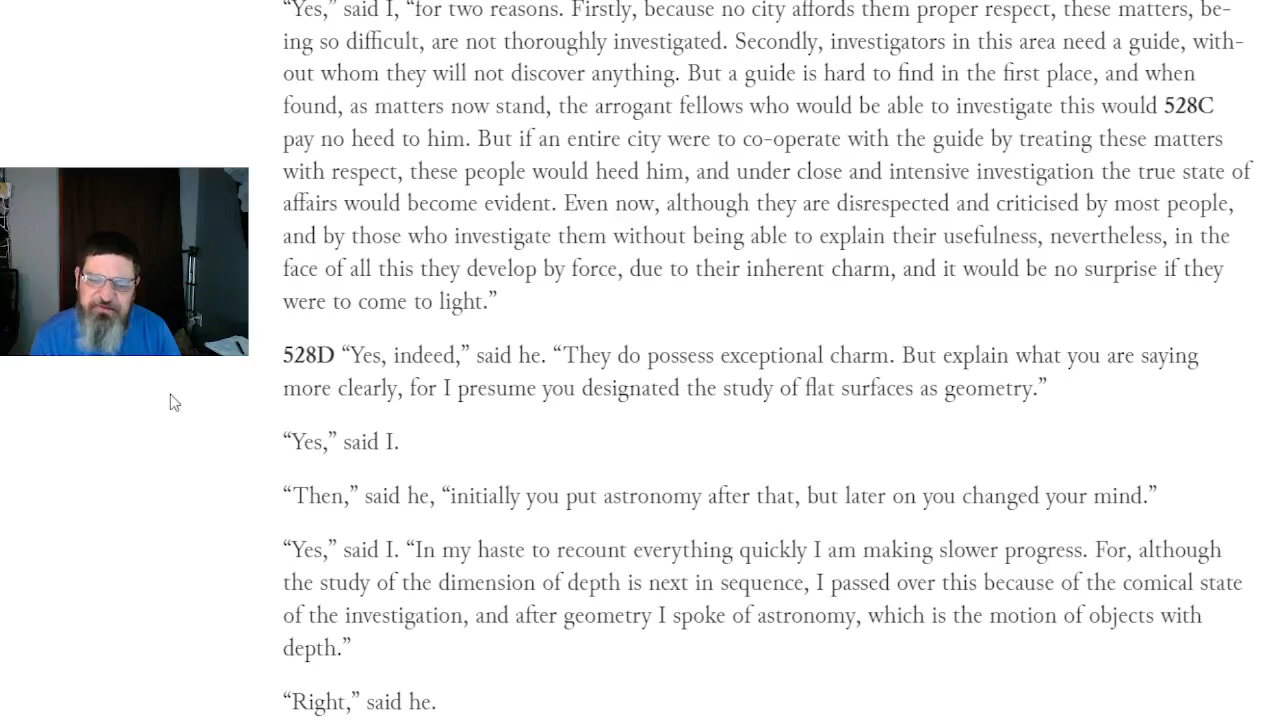 “Yes,” said I, “for two reasons. Firstly, because no city affords them proper respect, these matters, be-
ing so difficult, are not thoroughly investigated. Secondly, investigators in this area need a guide, with-
out whom they will not discover anything. But a guide is hard to find in the first place, and when
found, as matters now stand, the arrogant fellows who would be able to investigate this would 528C
pay no heed to him. But if an entire city were to co-operate with the guide by treating these matters
with respect, these people would heed him, and under close and intensive investigation the true state of
affairs would become evident. Even now, although they are disrespected and criticised by most people,
and by those who investigate them without being able to explain their usefulness, nevertheless, in the
face of all this they develop by force, due to their inherent charm, and it would be no surprise if they
were to come to light.”
528D “Yes, indeed,” said he. “They do possess exceptional charm. But explain what you are saying
more clearly, for I presume you designated the study of flat surfaces as geometry.”
“Yes,” said I.
“Then,” said he, “initially you put astronomy after that, but later on you changed your mind.”
“Yes,” said I. “In my haste to recount everything quickly I am making slower progress. For, although
the study of the dimension of depth is next in sequence, I passed over this because of the comical state
of the investigation, and after geometry I spoke of astronomy, which is the motion of objects with
depth.”
“Right,” said he.